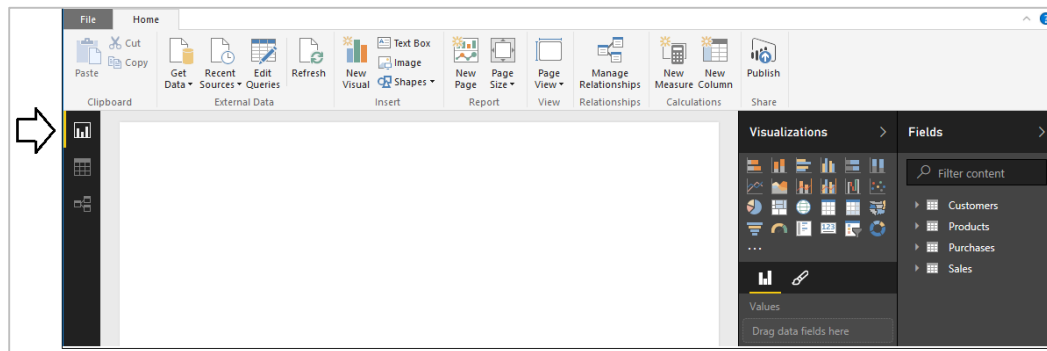 File Home
Paste
Cut
Copy
Clipboard
Get Data
Recent Sources
Edit Queries
Refresh
External Data
New Visual
Text Box
Image
Shapes
Insert
New Page
Page Size
Report
Page View
View
Manage Relationships
Relationships
New Measure
New Column
Calculations
Publish
Share
Visualizations
123
...
Values
Drag data fields here
Fields
Filter content
Customers
Products
Purchases
Sales